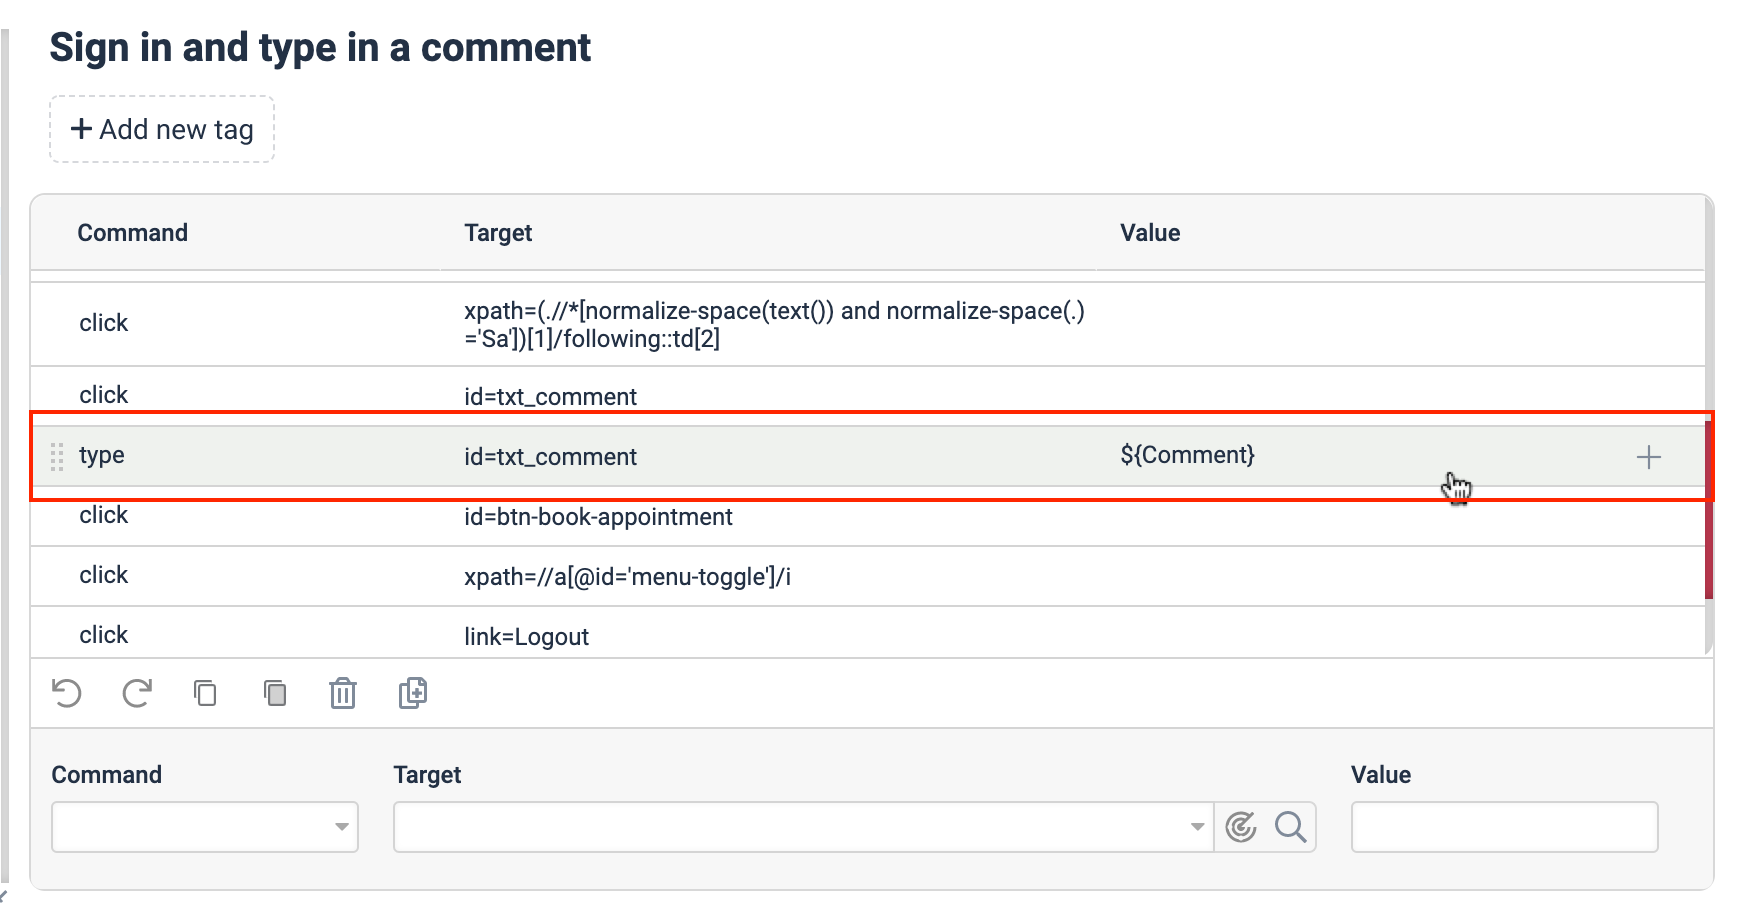 Sign in and type in a comment
+ Add new tag
Command Target Value
click xpath=(.//*[normalize-space(text()) and normalize-space(.)
='Sa'])[1]/following::td[2]
click id=txt_comment
type id=txt_comment ${Comment}
click id=btn-book-appointment
click xpath=//a[@id='menu-toggle']/i
click link=Logout
Command Target Value